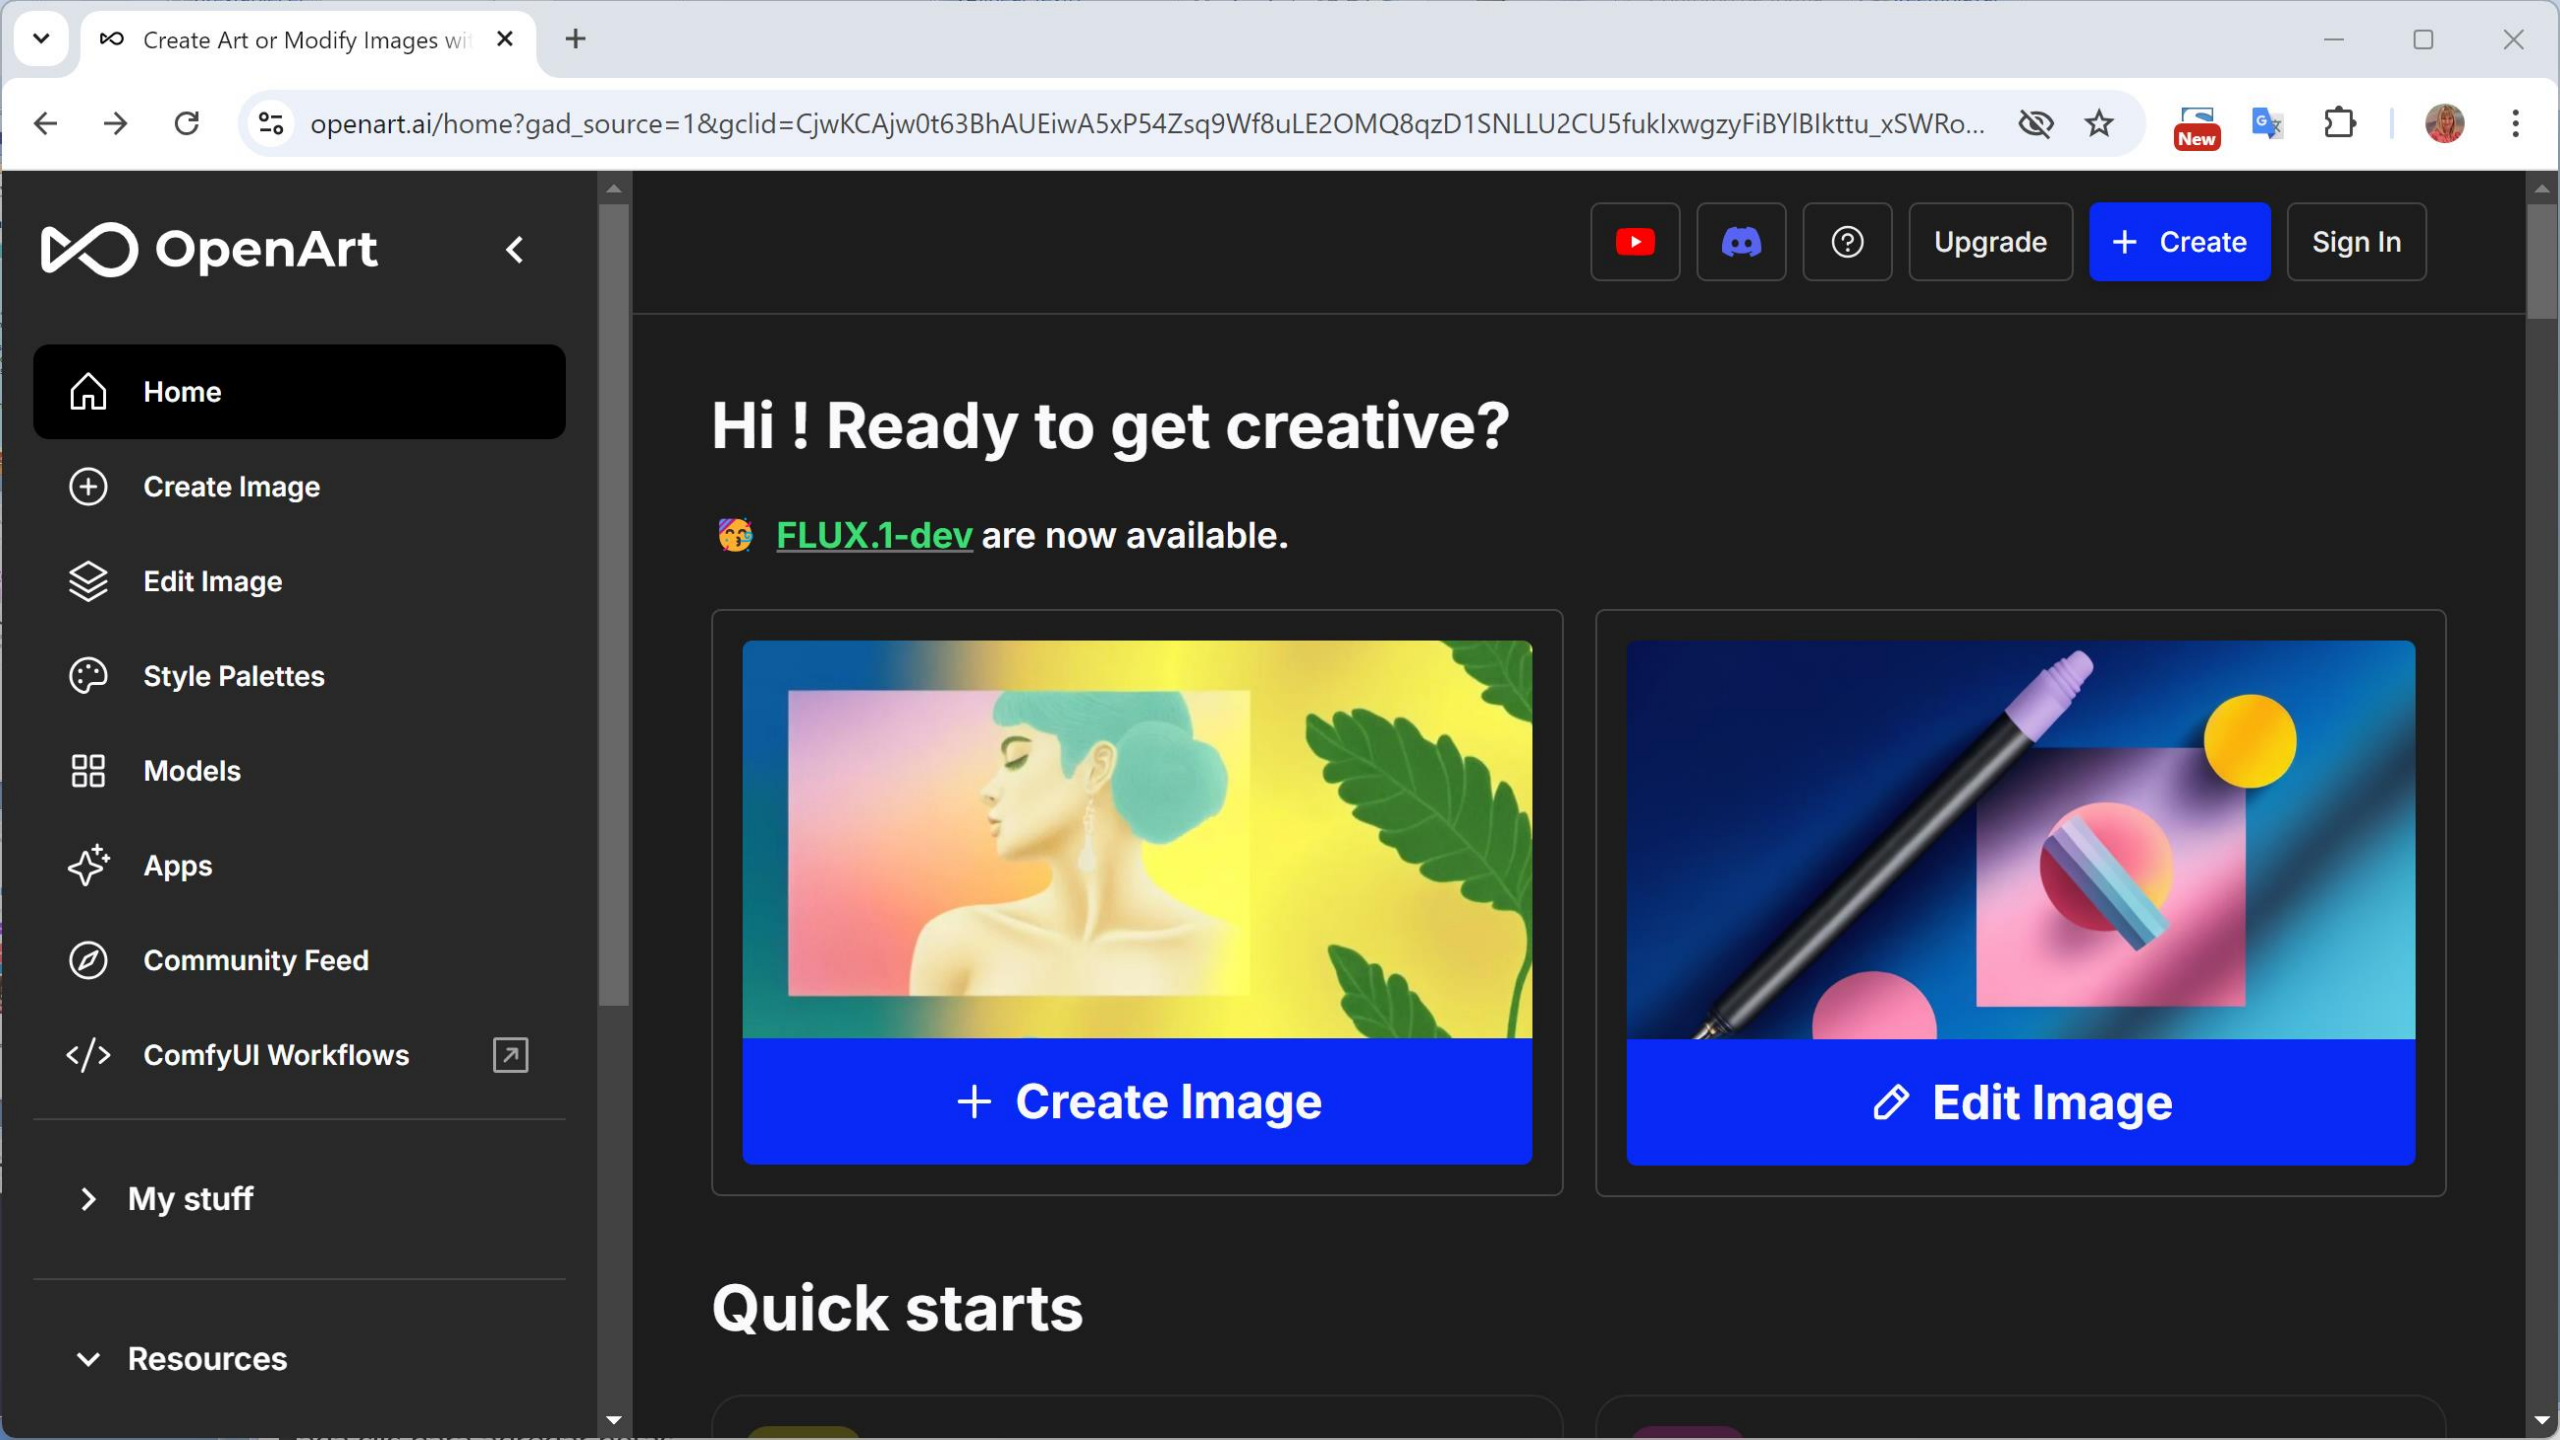 Create Art or Modify Images wi
openart.ai/home?gad_source=1&gclid=CjwKCAjw0t63BhAUEiwA5xP54Zsq9Wf8uLE2OMQ8qzD1SNLLU2CU5fukIxwgzyFiBYlBIkttu_xSWRo...
New
OpenArt
Upgrade
+ Create
Sign In
Home
Create Image
Edit Image
Style Palettes
Models
Apps
Community Feed
ComfyUI Workflows
My stuff
Resources
Hi ! Ready to get creative?
FLUX.1-dev are now available.
+ Create Image
Edit Image
Quick starts